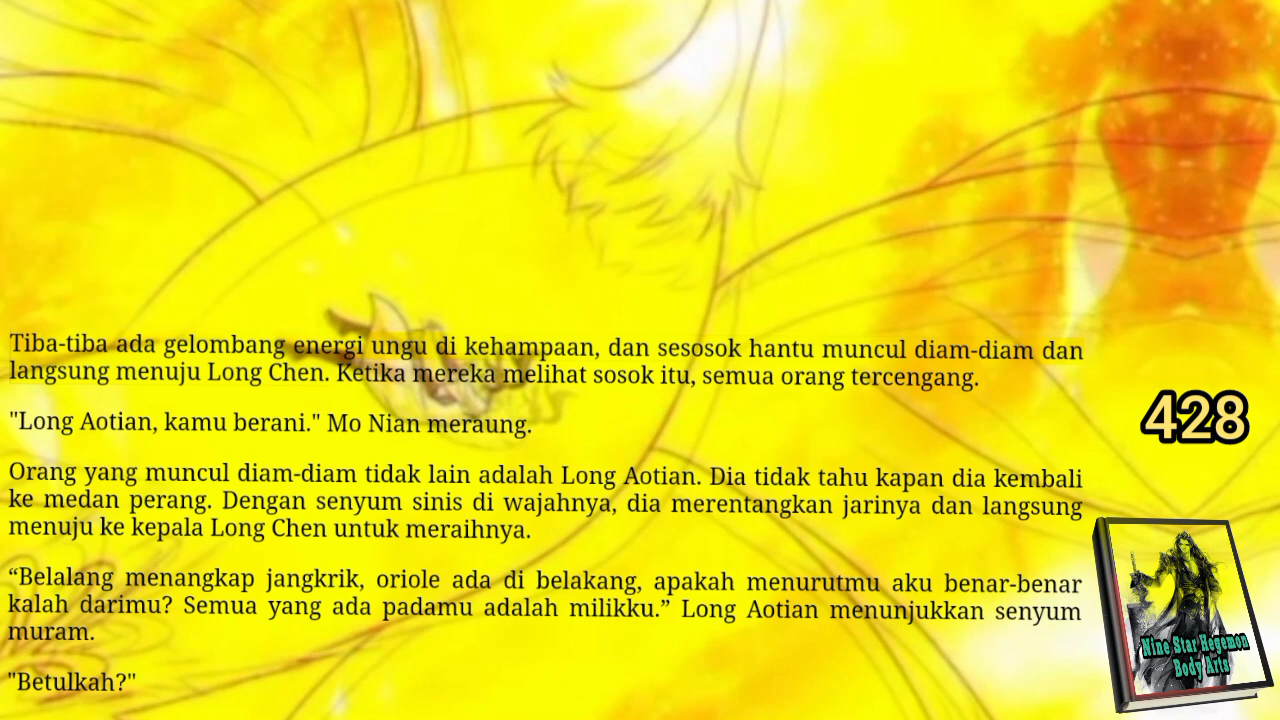 Tiba-tiba ada gelombang energi ungu di kehampaan, dan sesosok hantu muncul diam-diam dan
langsung menuju Long Chen. Ketika mereka melihat sosok itu, semua orang tercengang.
"Long Aotian, kamu berani." Mo Nian meraung.
Orang yang muncul diam-diam tidak lain adalah Long Aotian. Dia tidak tahu kapan dia kembali
ke medan perang. Dengan senyum sinis di wajahnya, dia merentangkan jarinya dan langsung
menuju ke kepala Long Chen untuk meraihnya.
“Belalang menangkap jangkrik, oriole ada di belakang, apakah menurutmu aku benar-benar
kalah darimu? Semua yang ada padamu adalah milikku.” Long Aotian menunjukkan senyum
muram.
"Betulkah?"
428
Nine Star Hegemon
Body Arts